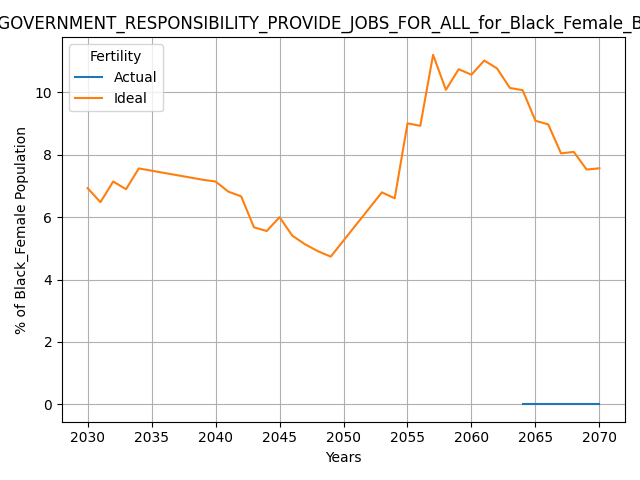 GOVERNMENT_RESPONSIBILITY_PROVIDE_JOBS_FOR_ALL_for_Black_Female_B
Fertility
Actual
Ideal
% of Black_Female Population
10
8
6
4
2
0
2030 2035 2040 2045 2050 2055 2060 2065 2070
Years